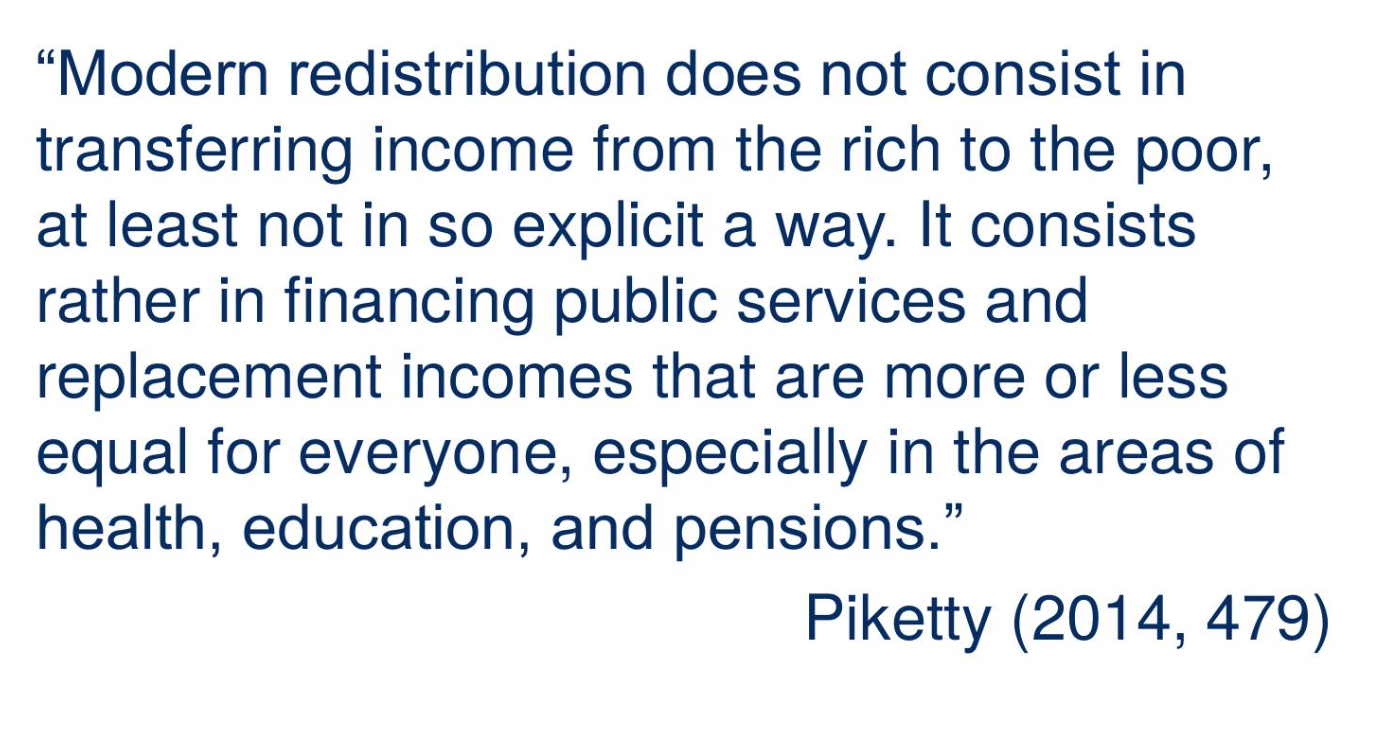 “Modern redistribution does not consist in
transferring income from the rich to the poor,
at least not in so explicit a way. It consists
rather in financing public services and
replacement incomes that are more or less
equal for everyone, especially in the areas of
health, education, and pensions.”
Piketty (2014, 479)